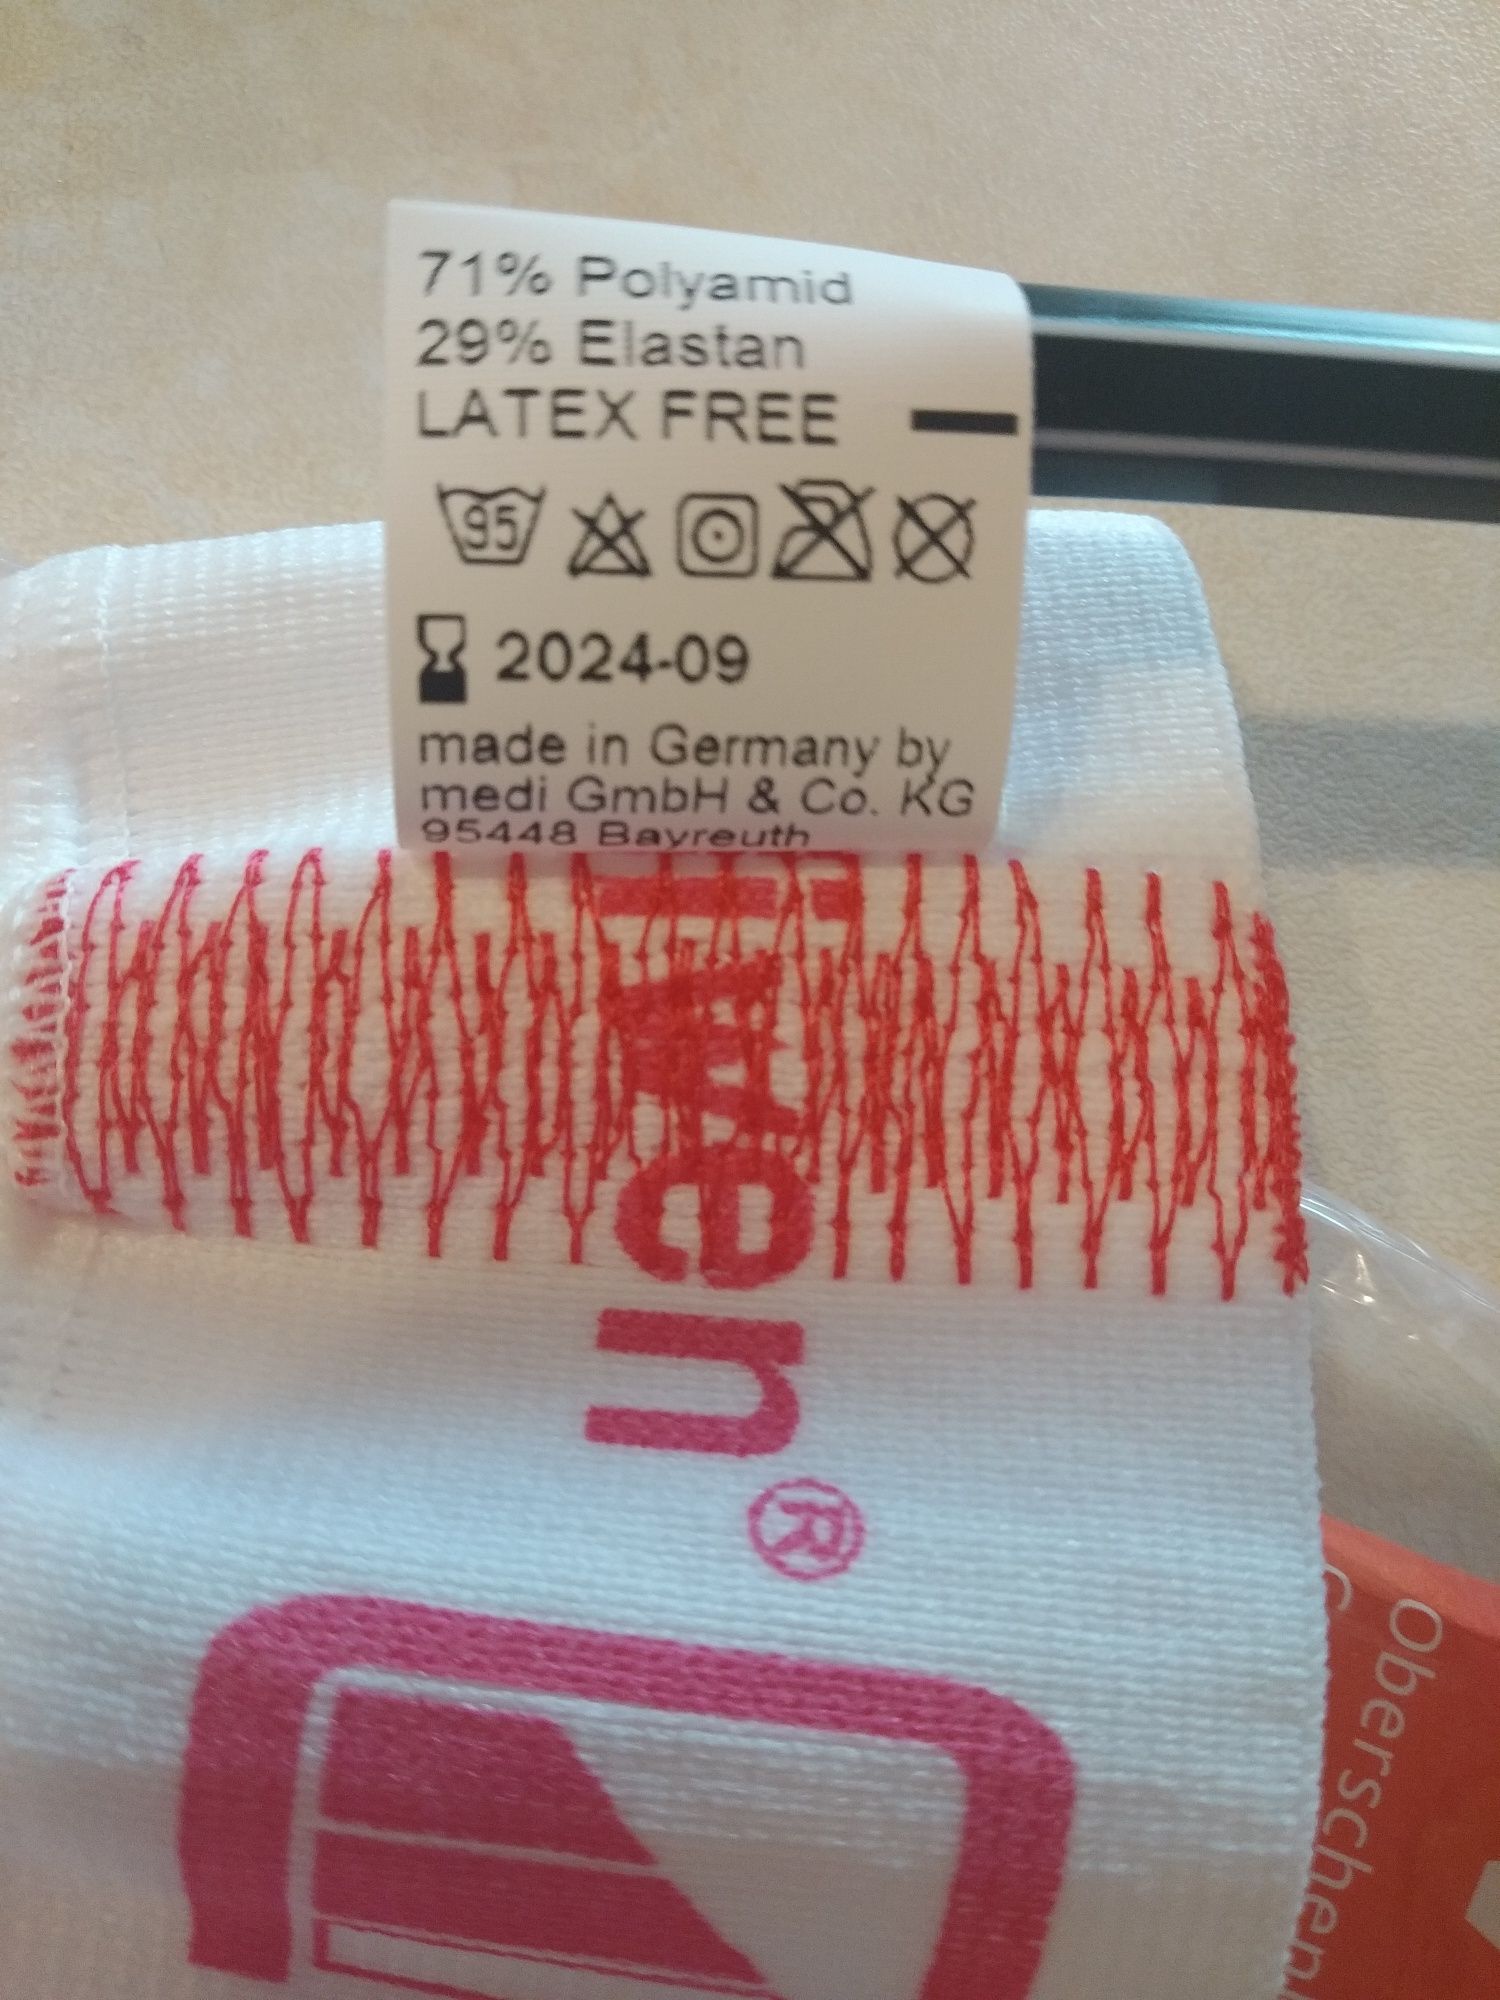 71% Polyamid
29% Elastan
LATEX FREE
95
2024-09
made in Germany by
medi GmbH & Co. KG
95448 Bayreuth
en®